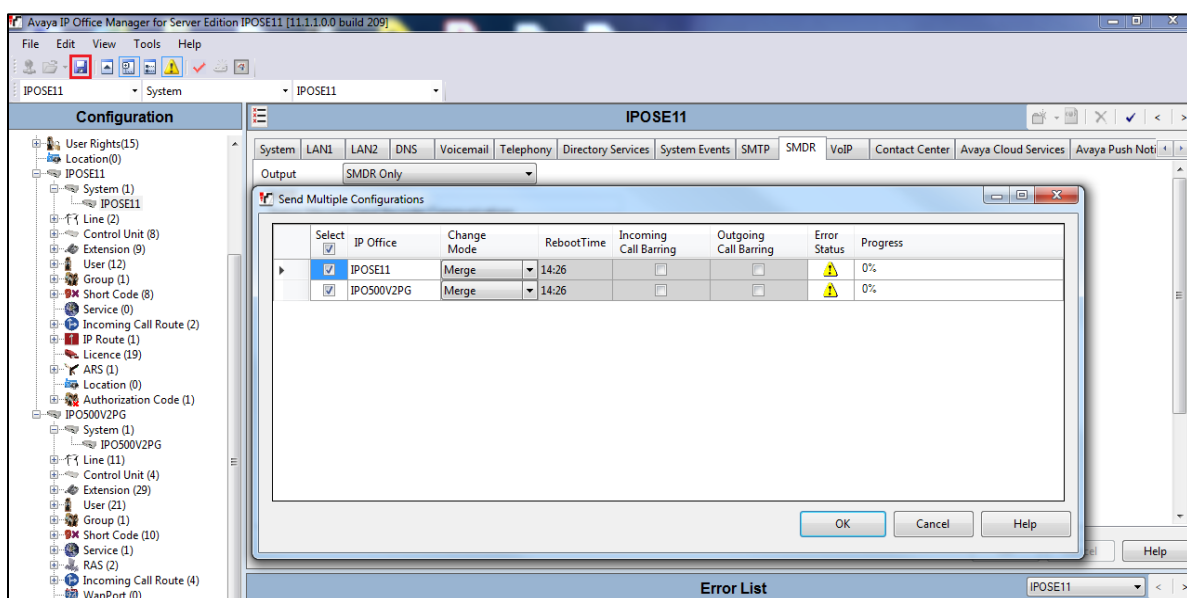 Avaya IP Office Manager for Server Edition IPOSE11 [11.1.1.0.0 build 209]
File Edit View Tools Help
IPOSE11 System IPOSE11
Configuration
IPOSE11
User Rights(15)
Location(0)
IPOSE11
System (1)
IPOSE11
Line (2)
Control Unit (8)
Extension (9)
User (12)
Group (1)
Short Code (8)
Service (0)
Incoming Call Route (2)
IP Route (1)
Licence (19)
ARS (1)
Location (0)
Authorization Code (1)
IPO500V2PG
System (1)
IPO500V2PG
Line (11)
Control Unit (4)
Extension (29)
User (21)
Group (1)
Short Code (10)
Service (1)
RAS (2)
Incoming Call Route (4)
WanPort (0)
System LAN1 LAN2 DNS Voicemail Telephony Directory Services System Events SMTP SMDR VoIP Contact Center Avaya Cloud Services Avaya Push Noti
Output SMDR Only
Send Multiple Configurations
Select IP Office Change Mode RebootTime Incoming Call Barring Outgoing Call Barring Error Status Progress
IPOSE11 Merge 14:26 0%
IPO500V2PG Merge 14:26 0%
OK Cancel Help
Help
Error List
IPOSE11